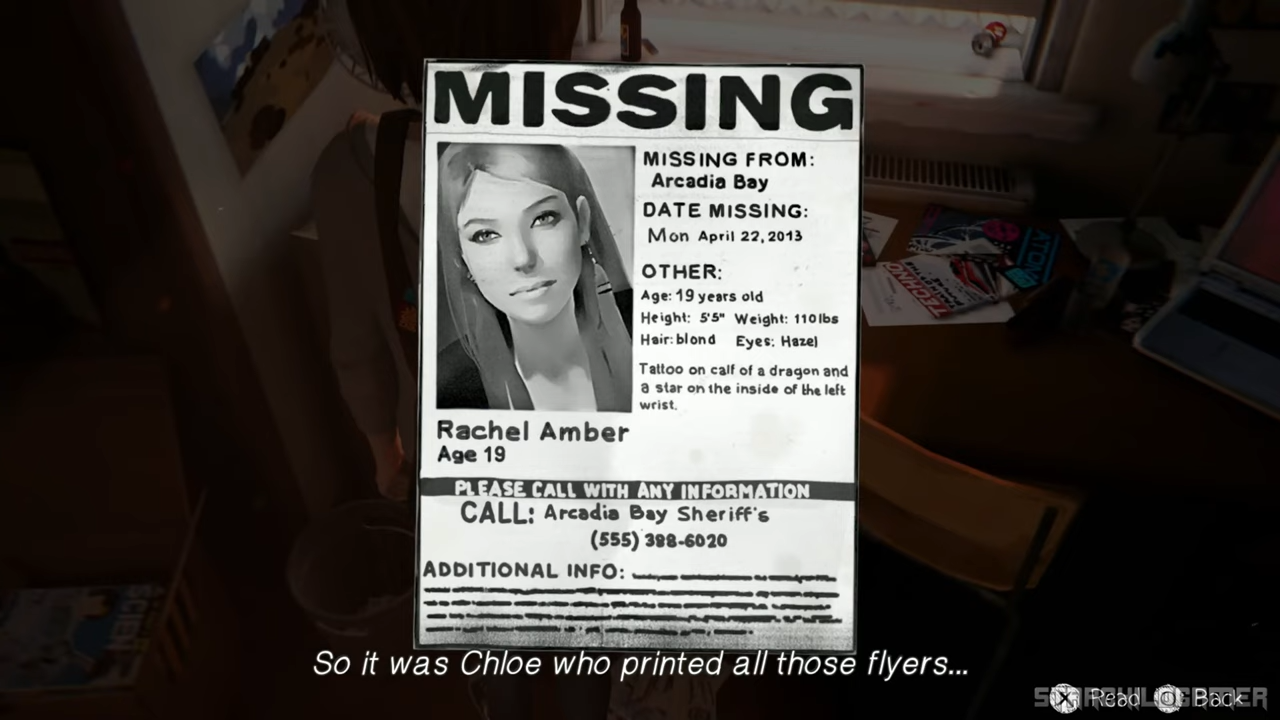 MISSING
MISSING FROM:
Arcadia Bay
DATE MISSING:
Mon April 22, 2013
OTHER:
Age: 19 years old
Height: 5'5" Weight: 110lbs
Hair: blond Eyes: Hazel
Tattoo on calf of a dragon and
a star on the inside of the left
wrist.
Rachel Amber
Age 19
PLEASE CALL WITH ANY INFORMATION
CALL: Arcadia Bay Sheriff's
(555) 398-6020
ADDITIONAL INFO:
TECHNO
So it was Chloe who printed all those flyers...
Read Back